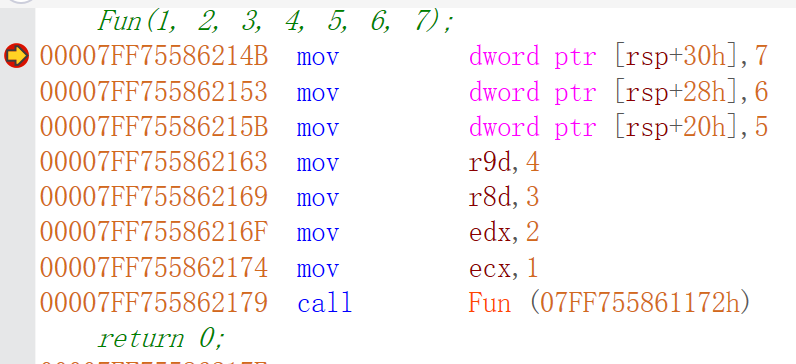 Fun(1, 2, 3, 4, 5, 6, 7);
00007FF75586214B mov dword ptr [rsp+30h],7
00007FF755862153 mov dword ptr [rsp+28h],6
00007FF75586215B mov dword ptr [rsp+20h],5
00007FF755862163 mov r9d,4
00007FF755862169 mov r8d,3
00007FF75586216F mov edx,2
00007FF755862174 mov ecx,1
00007FF755862179 call Fun (07FF755861172h)
return 0;